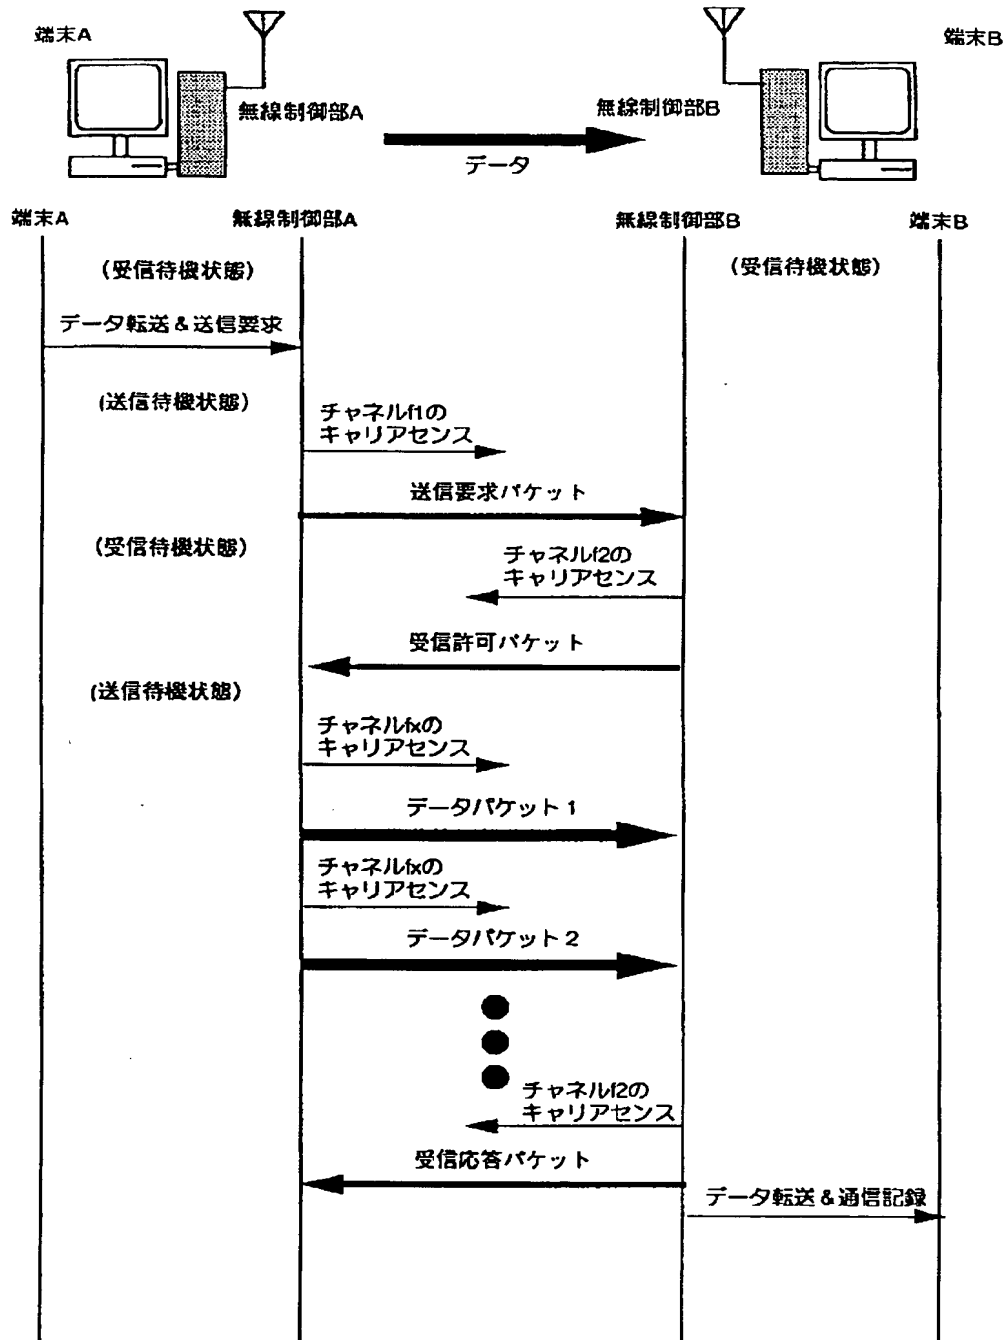 端末A
端末B
無線制御部A
無線制御部B
データ
端末A
無線制御部A
無線制御部B
端末B
(受信待機状態)
(受信待機状態)
データ転送&送信要求
(送信待機状態)
チャネルf1の
キャリアセンス
送信要求パケット
(受信待機状態)
チャネルf2の
キャリアセンス
受信許可パケット
(送信待機状態)
チャネルfxの
キャリアセンス
データパケット1
チャネルfxの
キャリアセンス
データパケット2
チャネルf2の
キャリアセンス
受信応答パケット
データ転送&通信記録